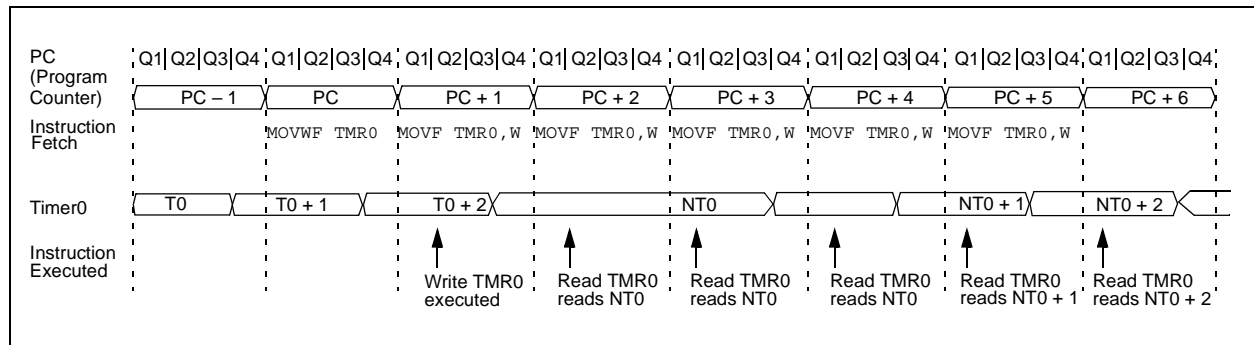 PC
(Program
Counter)
Q1 Q2 Q3 Q4 Q1 Q2 Q3 Q4 Q1 Q2 Q3 Q4 Q1 Q2 Q3 Q4 Q1 Q2 Q3 Q4 Q1 Q2 Q3 Q4 Q1 Q2 Q3 Q4 Q1 Q2 Q3 Q4
PC – 1 PC PC + 1 PC + 2 PC + 3 PC + 4 PC + 5 PC + 6
Instruction
Fetch
MOVWF TMR0 MOVF TMR0,W MOVF TMR0,W MOVF TMR0,W MOVF TMR0,W MOVF TMR0,W
Timer0
T0 T0 + 1 T0 + 2 NT0 NT0 + 1 NT0 + 2
Instruction
Executed
Write TMR0
executed
Read TMR0
reads NT0
Read TMR0
reads NT0
Read TMR0
reads NT0
Read TMR0
reads NT0 + 1
Read TMR0
reads NT0 + 2